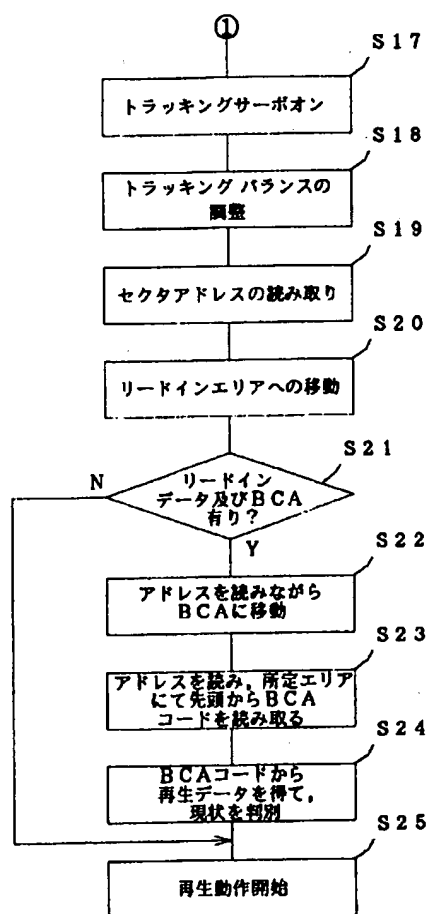 ①
S17
トラッキングサーボオン
S18
トラッキング バランスの
調整
S19
セクタアドレスの読み取り
S20
リードインエリアへの移動
S21
リードイン
データ及びBCA
有り?
N
Y
S22
アドレスを読みながら
BCAに移動
S23
アドレスを読み,所定エリア
にて先頭からBCA
コードを読み取る
S24
BCAコードから
再生データを得て,
現状を判別
S25
再生動作開始